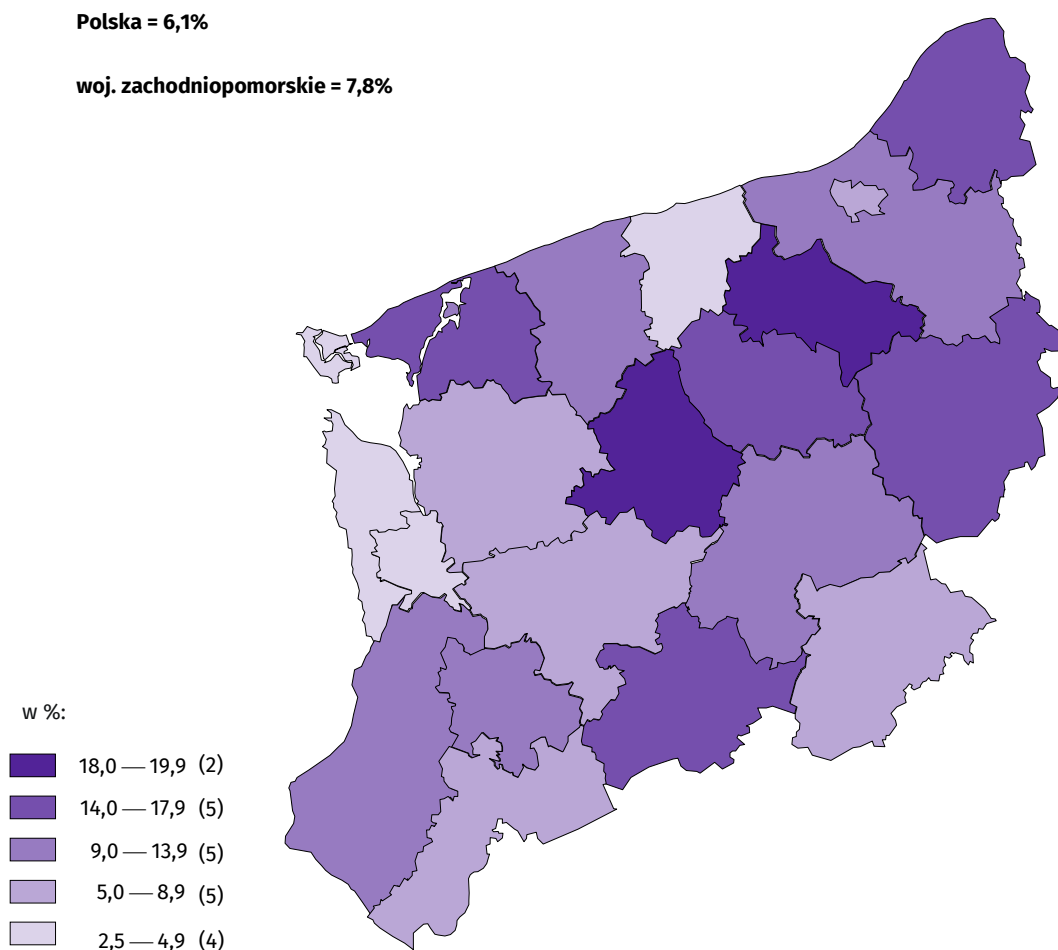 Polska = 6,1%
woj. zachodniopomorskie = 7,8%
w %:
18,0 — 19,9 (2)
14,0 — 17,9 (5)
9,0 — 13,9 (5)
5,0 — 8,9 (5)
2,5 — 4,9 (4)